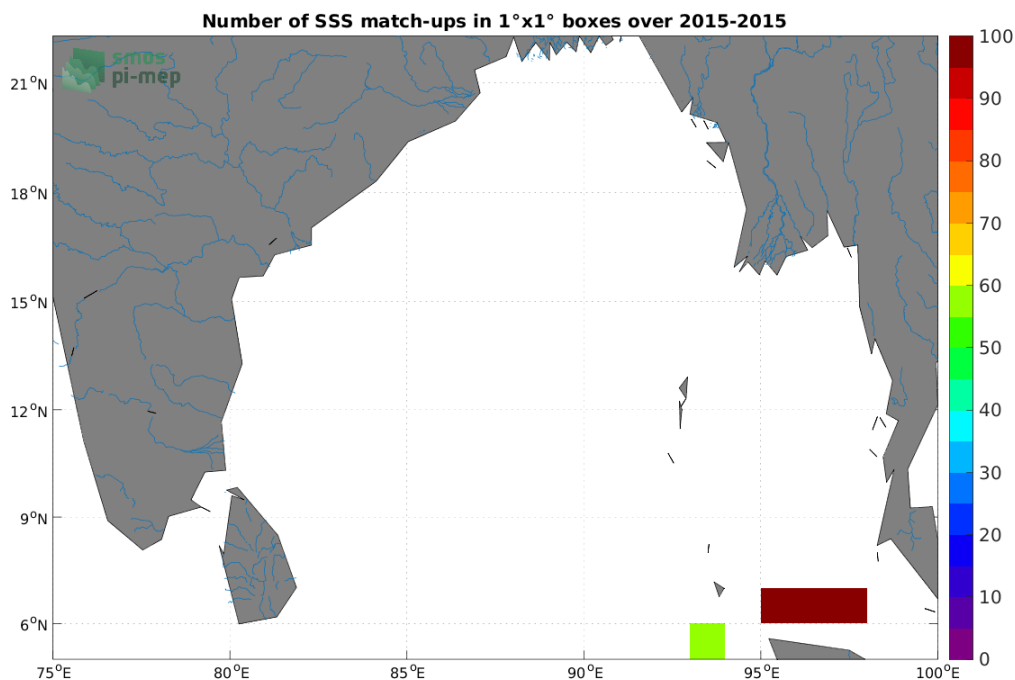 Number of SSS match-ups in 1°x1° boxes over 2015-2015
smos
pi-mep
21°N
18°N
15°N
12°N
9°N
6°N
75°E
80°E
85°E
90°E
95°E
100°E
100
90
80
70
60
50
40
30
20
10
0